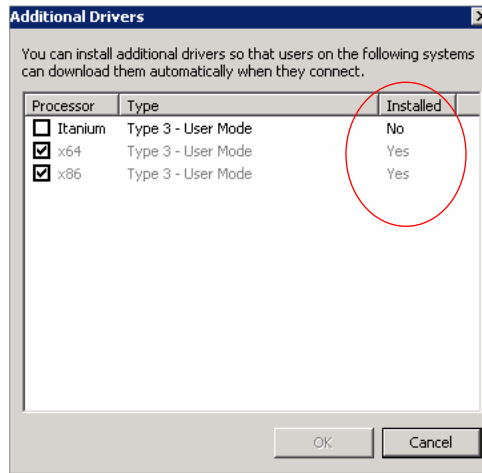 Additional Drivers
You can install additional drivers so that users on the following systems
can download them automatically when they connect.
Processor Type Installed
Itanium Type 3 - User Mode No
x64 Type 3 - User Mode Yes
x86 Type 3 - User Mode Yes
OK Cancel